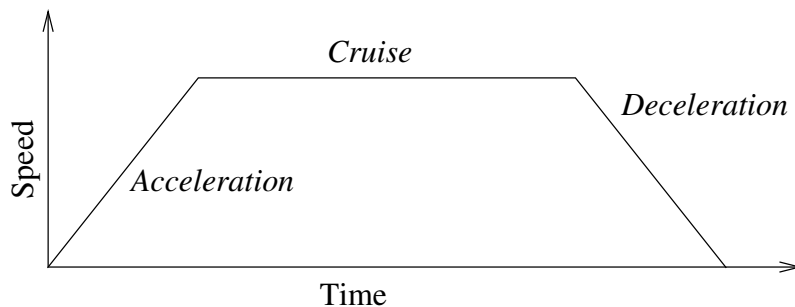 Cruise
Deceleration
Speed
Acceleration
Time